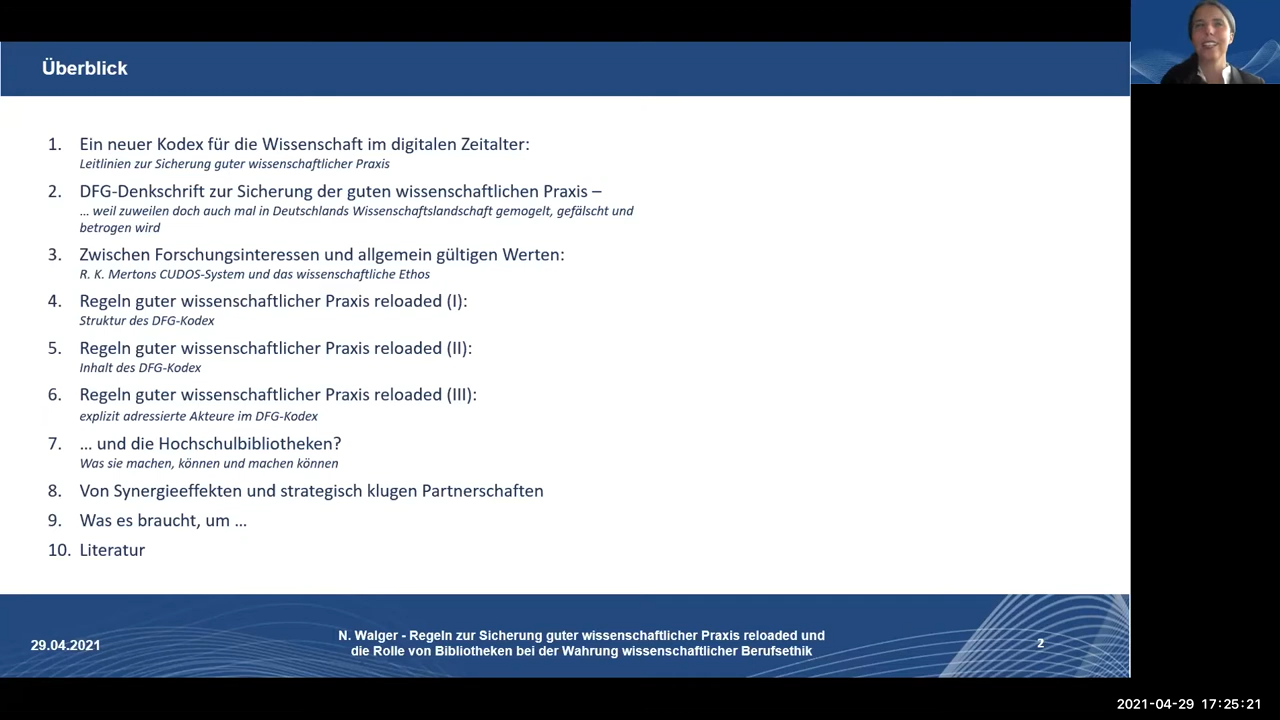 Überblick
1. Ein neuer Kodex für die Wissenschaft im digitalen Zeitalter:
Leitlinien zur Sicherung guter wissenschaftlicher Praxis
2. DFG-Denkschrift zur Sicherung der guten wissenschaftlichen Praxis –
… weil zuweilen doch auch mal in Deutschlands Wissenschaftslandschaft gemogelt, gefälscht und
betrogen wird
3. Zwischen Forschungsinteressen und allgemein gültigen Werten:
R. K. Mertons CUDOS-System und das wissenschaftliche Ethos
4. Regeln guter wissenschaftlicher Praxis reloaded (I):
Struktur des DFG-Kodex
5. Regeln guter wissenschaftlicher Praxis reloaded (II):
Inhalt des DFG-Kodex
6. Regeln guter wissenschaftlicher Praxis reloaded (III):
explizit adressierte Akteure im DFG-Kodex
7. … und die Hochschulbibliotheken?
Was sie machen, können und machen können
8. Von Synergieeffekten und strategisch klugen Partnerschaften
9. Was es braucht, um …
10. Literatur
29.04.2021
N. Walger - Regeln zur Sicherung guter wissenschaftlicher Praxis reloaded und
die Rolle von Bibliotheken bei der Wahrung wissenschaftlicher Berufsethik
2
2021-04-29 17:25:21